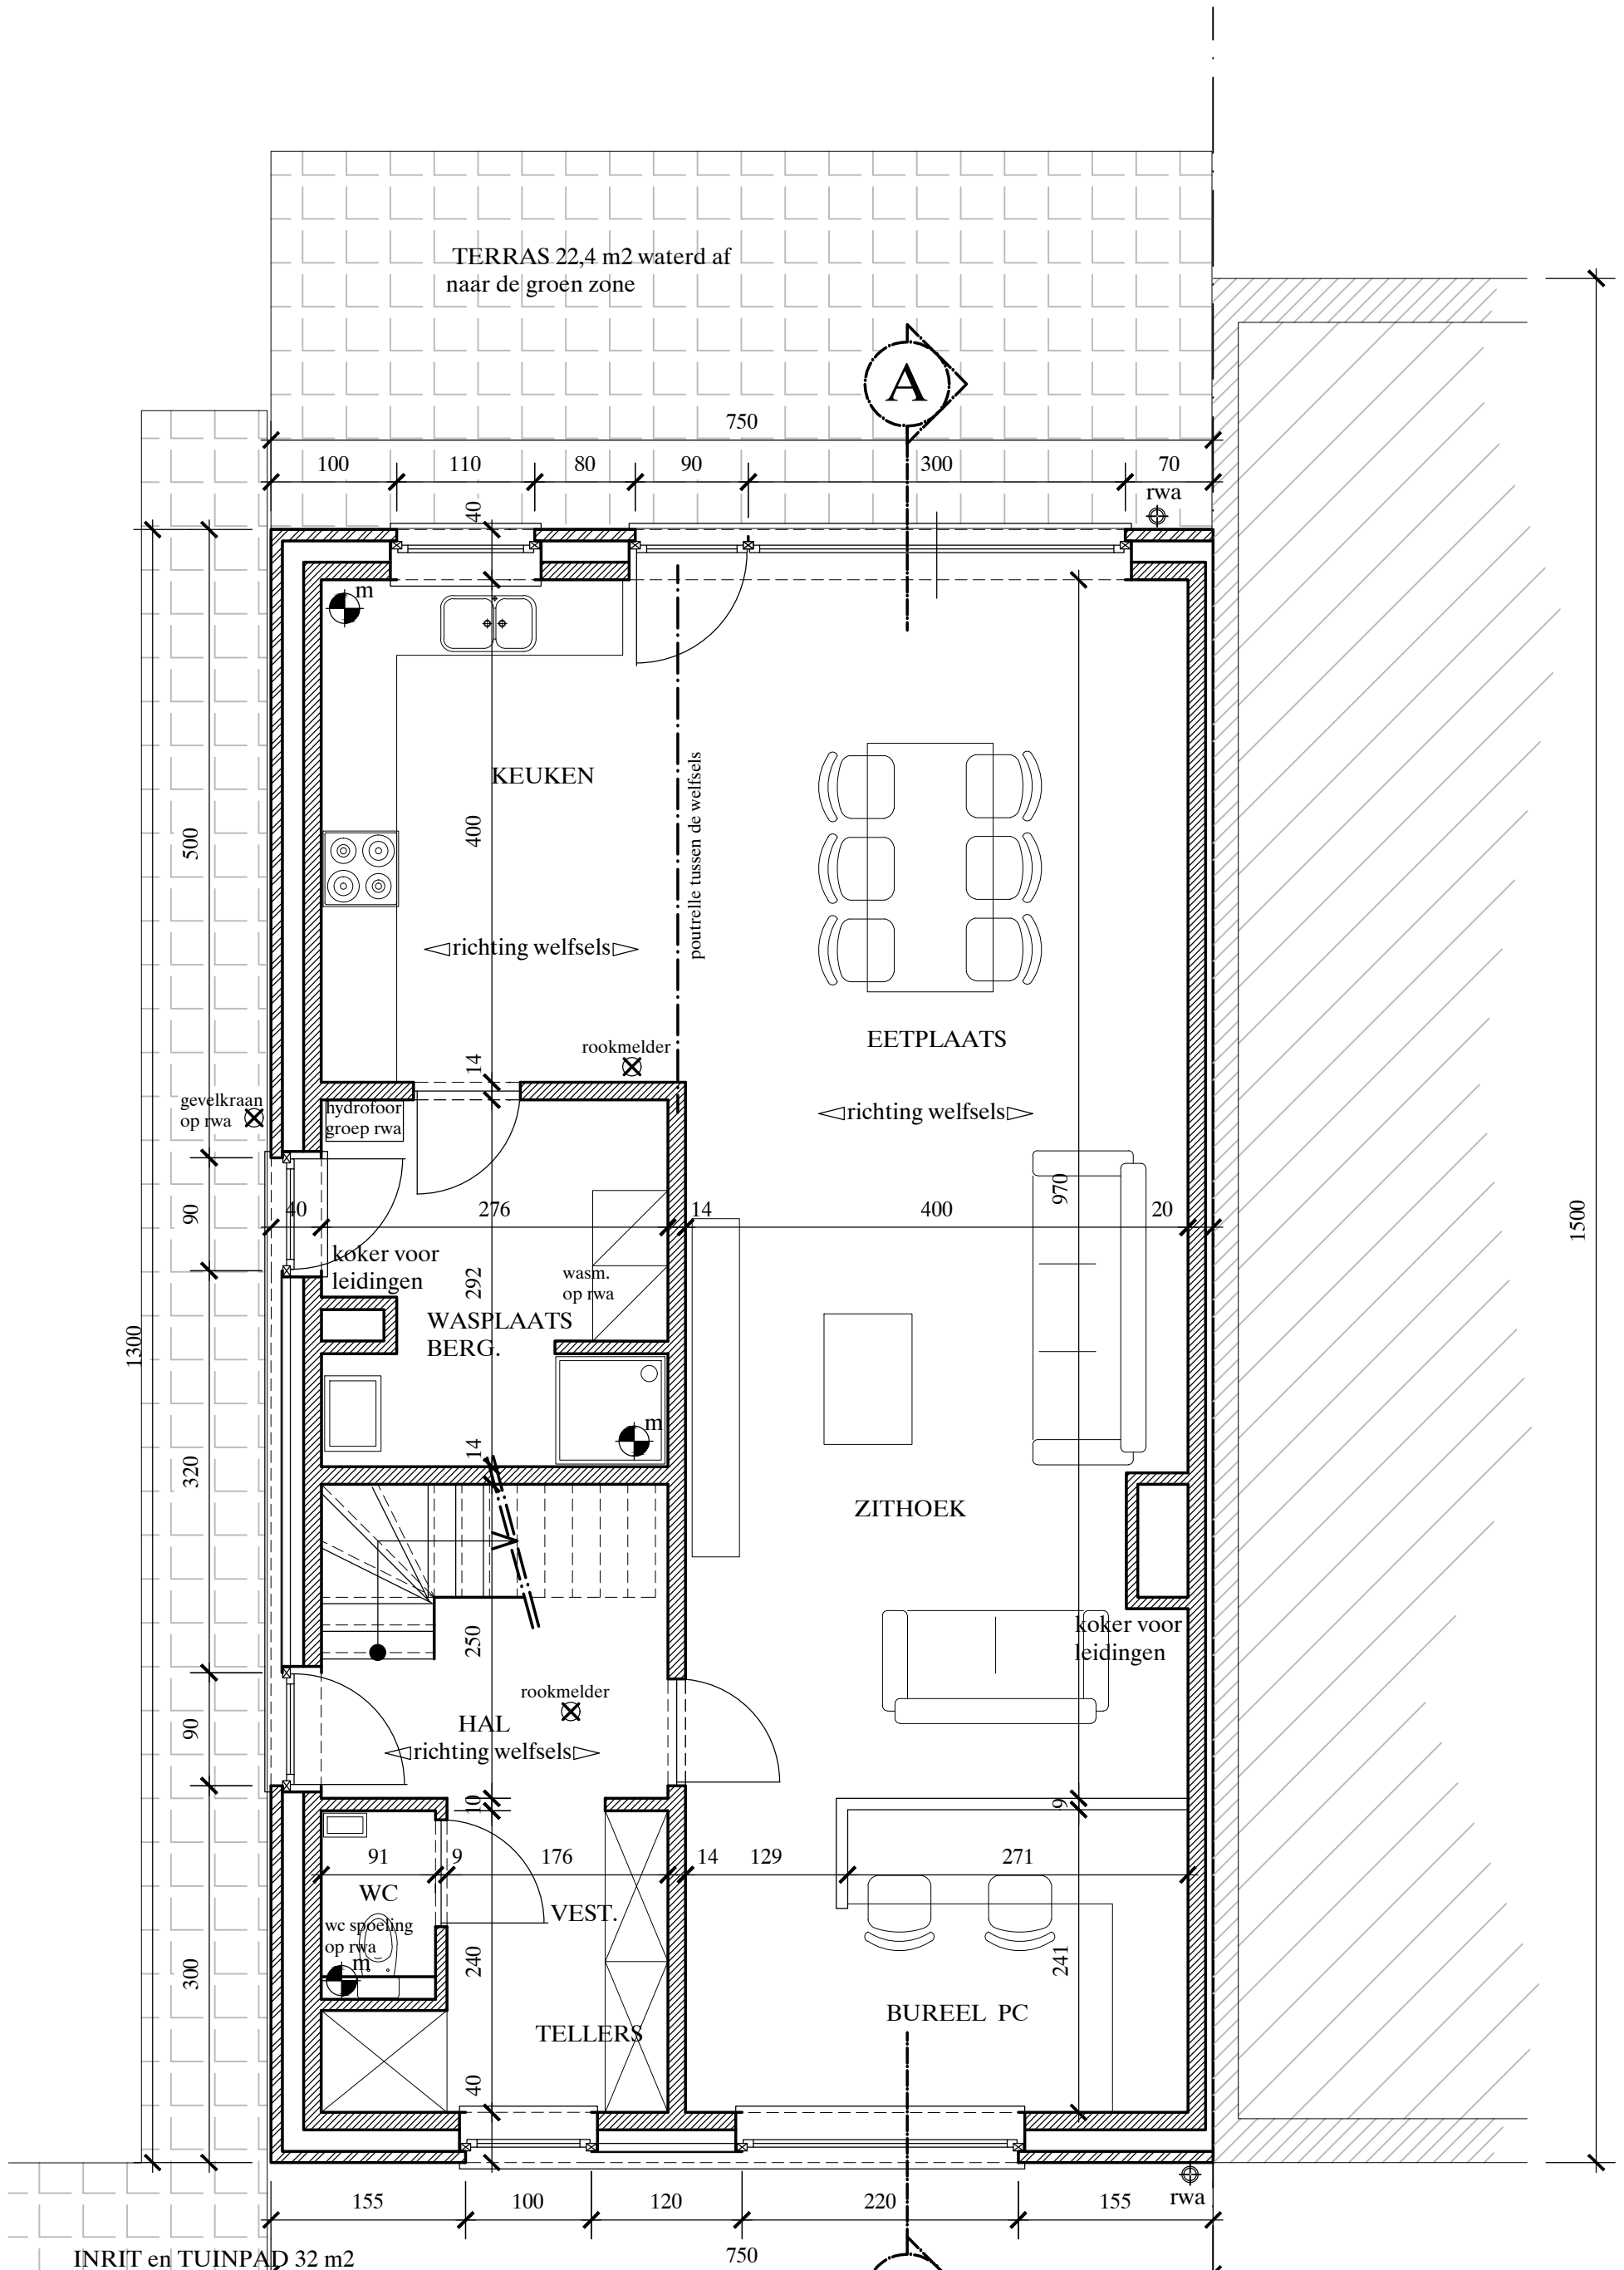 TERRAS 22,4 m2 waterd af
naar de groen zone
A
750
100
110
80
90
300
70
rwa
40
m
KEUKEN
400
500
poutrelle tussen de welfsels
richting welfsels
rookmelder
14
EETPLAATS
richting welfsels
gevelkraan
op rwa
hydrofoor
groep rwa
90
40
276
14
400
20
970
1500
koker voor
leidingen
292
wasm.
op rwa
WASPLAATS
BERG.
1300
m
14
320
ZITHOEK
250
koker voor
leidingen
rookmelder
HAL
richting welfsels
90
10
9
91
9
176
14
129
271
WC
VEST.
wc spoeling
op rwa
m
240
241
300
BUREEL PC
TELLERS
40
155
100
120
220
155
rwa
750
INRIT en TUINPAD 32 m2